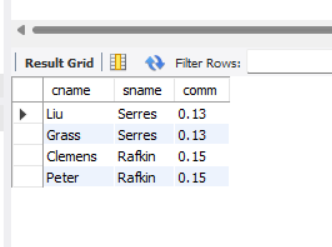 Result Grid Filter Rows:
cname sname comm
Liu Serres 0.13
Grass Serres 0.13
Clemens Rafkin 0.15
Peter Rafkin 0.15